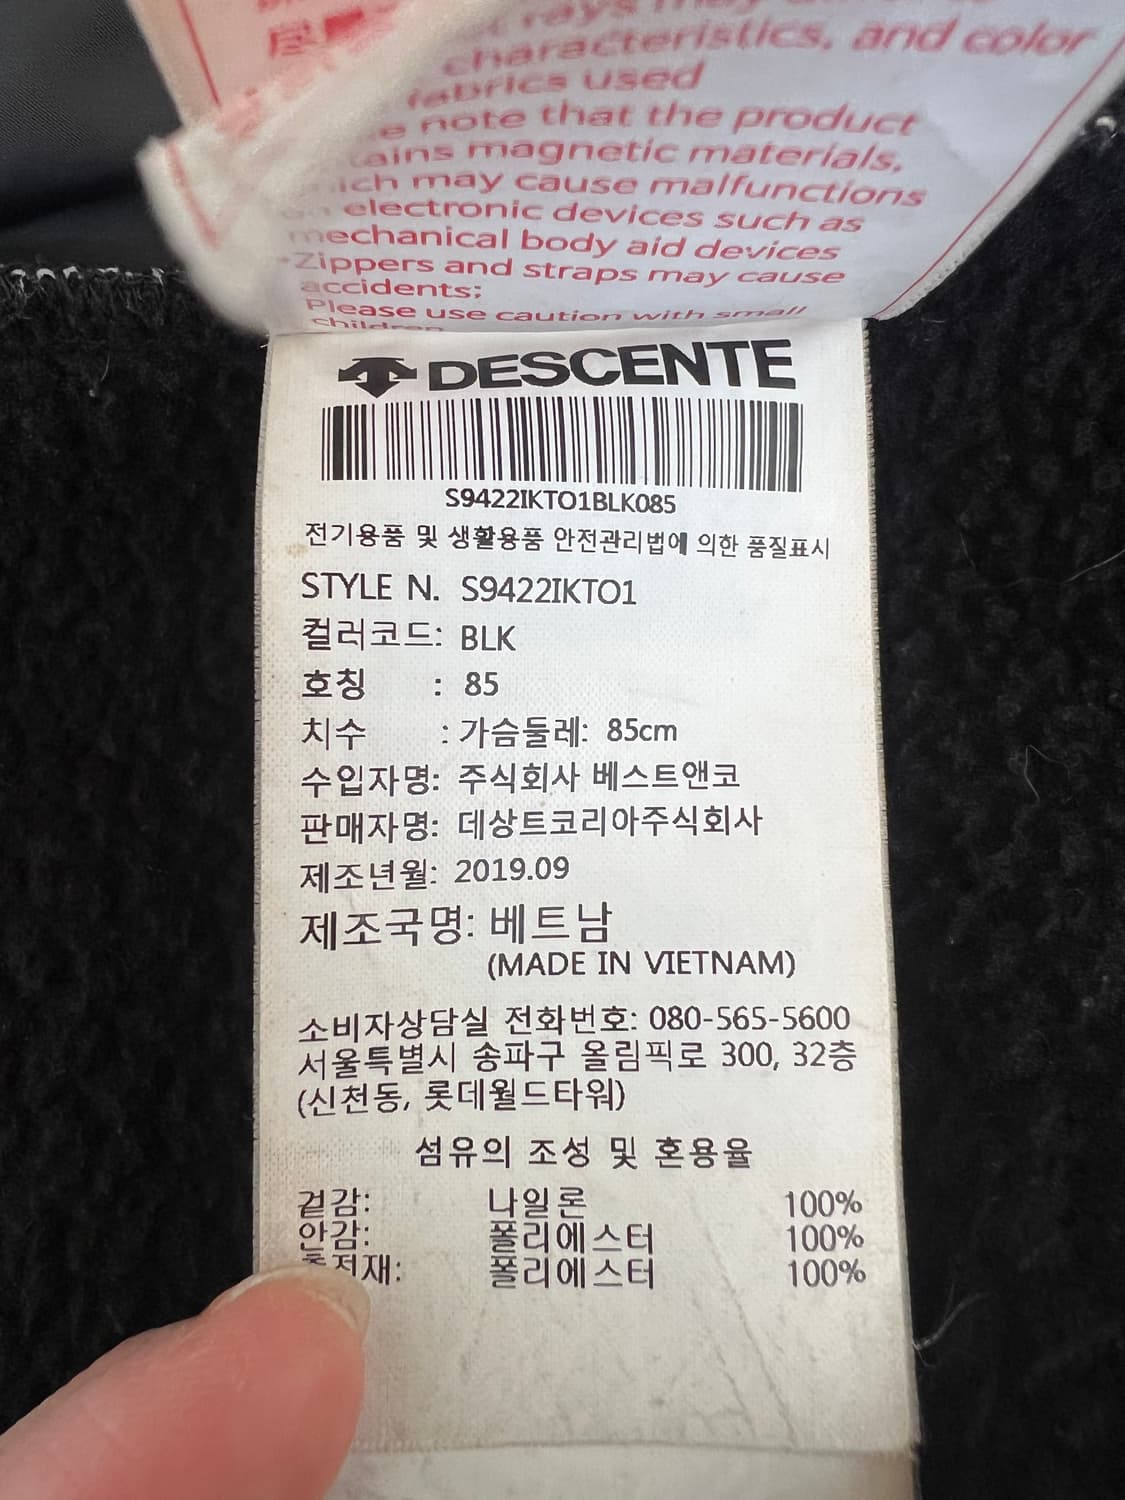 rays may
characteristics, and color
fabrics used
note that the product
magnetic materials,
may cause malfunctions
electronic devices such as
mechanical body aid devices
*Zippers and straps may cause
accidents;
Please use caution with small
children
DESCENTE
S9422IKTO1BLK085
전기용품 및 생활용품 안전관리법에 의한 품질표시
STYLE N. S9422IKTO1
컬러코드: BLK
호칭 : 85
치수 : 가슴둘레: 85cm
수입자명: 주식회사 베스트앤코
판매자명: 데상트코리아주식회사
제조년월: 2019.09
제조국명: 베트남
(MADE IN VIETNAM)
소비자상담실 전화번호: 080-565-5600
서울특별시 송파구 올림픽로 300, 32층
(신천동, 롯데월드타워)
섬유의 조성 및 혼용율
겉감: 나일론 100%
안감: 폴리에스터 100%
충전재: 폴리에스터 100%